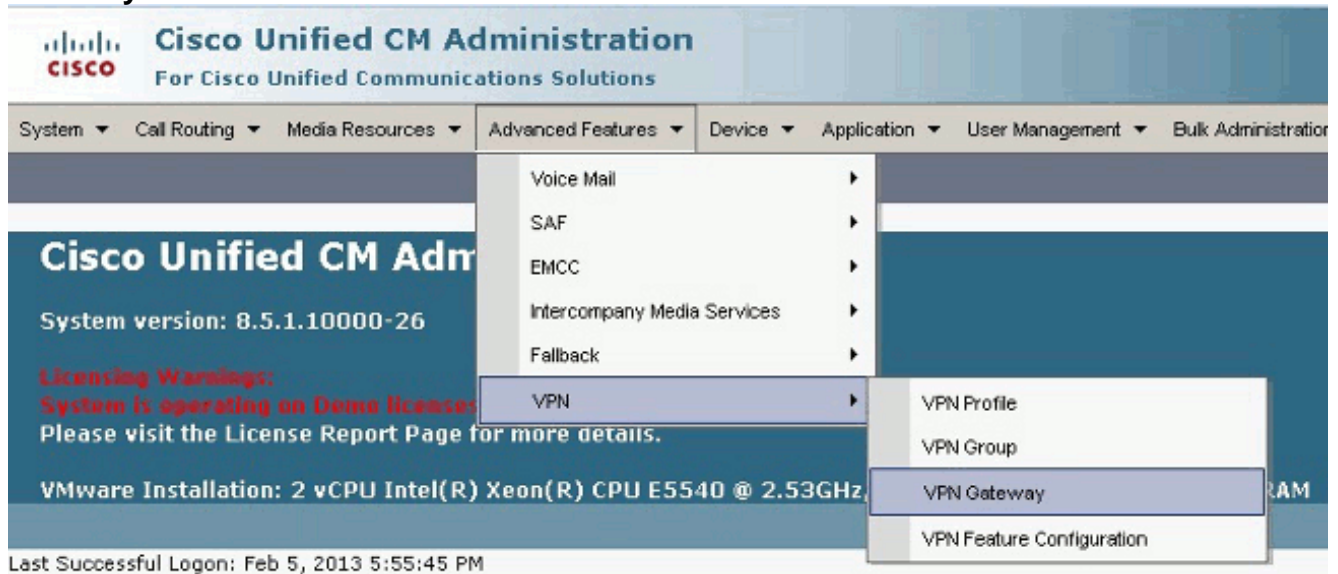 CISCO
Cisco Unified CM Administration
For Cisco Unified Communications Solutions
System Call Routing Media Resources Advanced Features Device Application User Management Bulk Administration
Voice Mail
SAF
EMCC
Intercompany Media Services
Fallback
VPN
VPN Profile
VPN Group
VPN Gateway
VPN Feature Configuration
Cisco Unified CM Adm
System version: 8.5.1.10000-26
Licensing Warnings:
System is operating on Demo licenses
Please visit the License Report Page for more details.
VMware Installation: 2 vCPU Intel(R) Xeon(R) CPU E5540 @ 2.53GHz, RAM
Last Successful Logon: Feb 5, 2013 5:55:45 PM